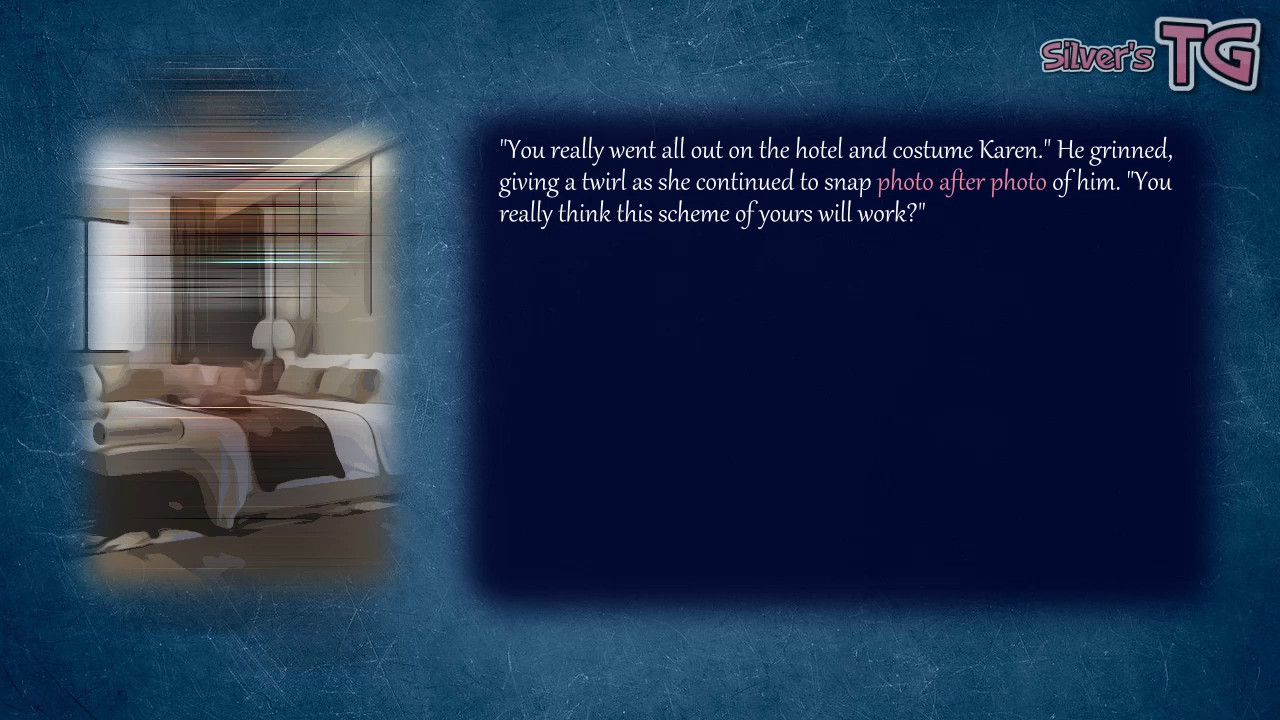 Silver's TG
"You really went all out on the hotel and costume Karen." He grinned,
giving a twirl as she continued to snap photo after photo of him. "You
really think this scheme of yours will work?"